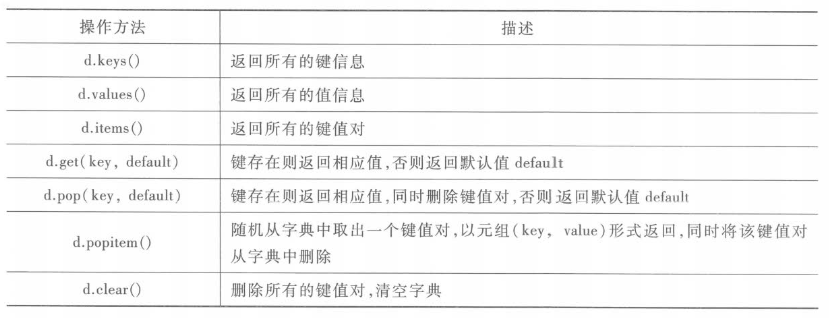 操作方法 描述
d.keys() 返回所有的键信息
d.values() 返回所有的值信息
d.items() 返回所有的键值对
d.get(key, default) 键存在则返回相应值,否则返回默认值 default
d.pop(key, default) 键存在则返回相应值,同时删除键值对,否则返回默认值 default
d.popitem() 随机从字典中取出一个键值对,以元组(key, value)形式返回,同时将该键值对
从字典中删除
d.clear() 删除所有的键值对,清空字典